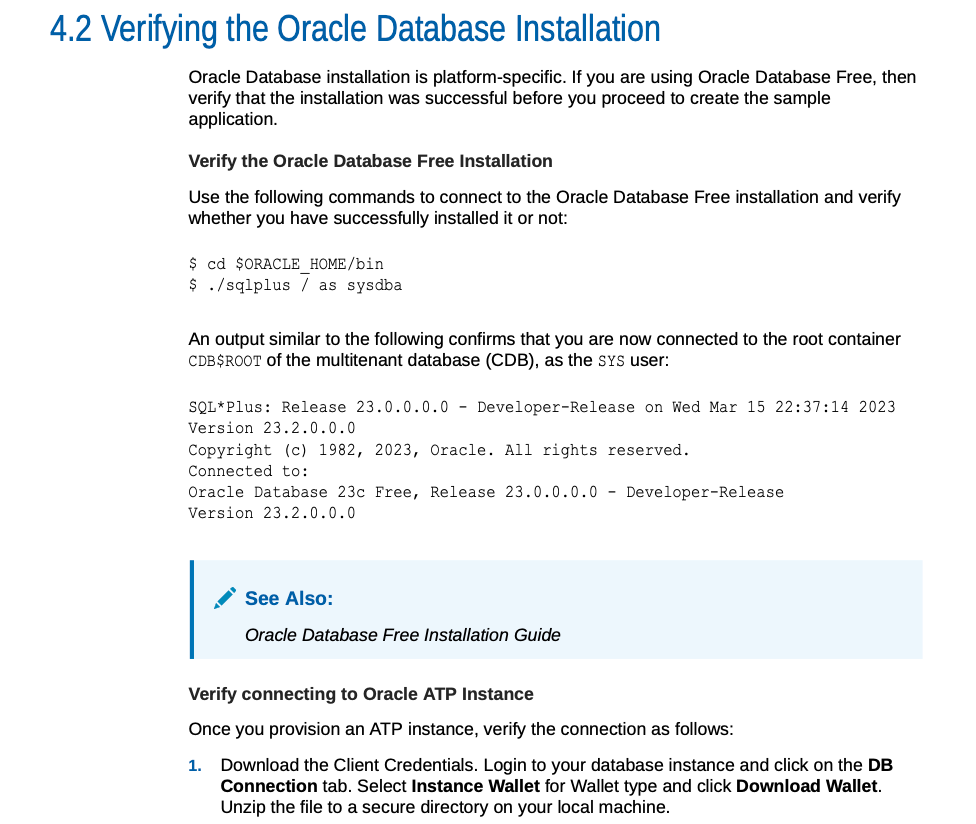 4.2 Verifying the Oracle Database Installation
Oracle Database installation is platform-specific. If you are using Oracle Database Free, then
verify that the installation was successful before you proceed to create the sample
application.
Verify the Oracle Database Free Installation
Use the following commands to connect to the Oracle Database Free installation and verify
whether you have successfully installed it or not:
$ cd $ORACLE_HOME/bin
$ ./sqlplus / as sysdba
An output similar to the following confirms that you are now connected to the root container
CDB$ROOT of the multitenant database (CDB), as the SYS user:
SQL*Plus: Release 23.0.0.0.0 - Developer-Release on Wed Mar 15 22:37:14 2023
Version 23.2.0.0.0
Copyright (c) 1982, 2023, Oracle. All rights reserved.
Connected to:
Oracle Database 23c Free, Release 23.0.0.0.0 - Developer-Release
Version 23.2.0.0.0
See Also:
Oracle Database Free Installation Guide
Verify connecting to Oracle ATP Instance
Once you provision an ATP instance, verify the connection as follows:
1. Download the Client Credentials. Login to your database instance and click on the DB
Connection tab. Select Instance Wallet for Wallet type and click Download Wallet.
Unzip the file to a secure directory on your local machine.